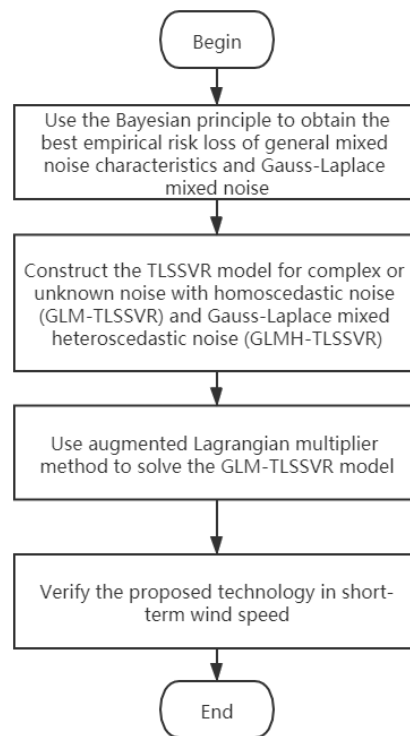 Begin
Use the Bayesian principle to obtain the
best empirical risk loss of general mixed
noise characteristics and Gauss-Laplace
mixed noise
Construct the TLSSVR model for complex or
unknown noise with homoscedastic noise
(GLM-TLSSVR) and Gauss-Laplace mixed
heteroscedastic noise (GLMH-TLSSVR)
Use augmented Lagrangian multiplier
method to solve the GLM-TLSSVR model
Verify the proposed technology in short-
term wind speed
End